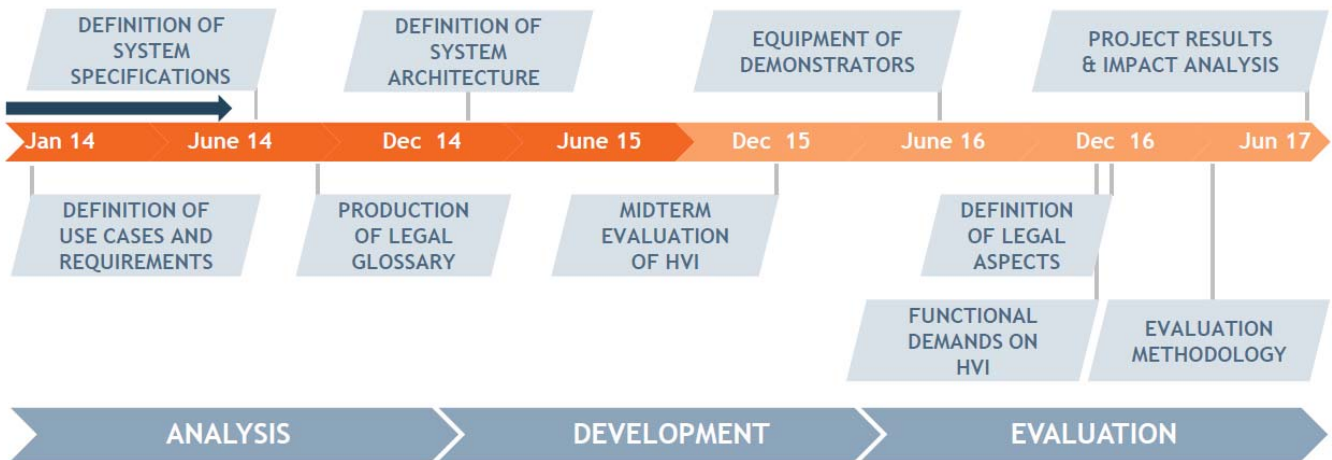 DEFINITION OF
SYSTEM
SPECIFICATIONS
DEFINITION OF
SYSTEM
ARCHITECTURE
EQUIPMENT OF
DEMONSTRATORS
PROJECT RESULTS
& IMPACT ANALYSIS
Jan 14
June 14
Dec 14
June 15
Dec 15
June 16
Dec 16
Jun 17
DEFINITION OF
USE CASES AND
REQUIREMENTS
PRODUCTION
OF LEGAL
GLOSSARY
MIDTERM
EVALUATION
OF HVI
DEFINITION
OF LEGAL
ASPECTS
FUNCTIONAL
DEMANDS ON
HVI
EVALUATION
METHODOLOGY
ANALYSIS
DEVELOPMENT
EVALUATION